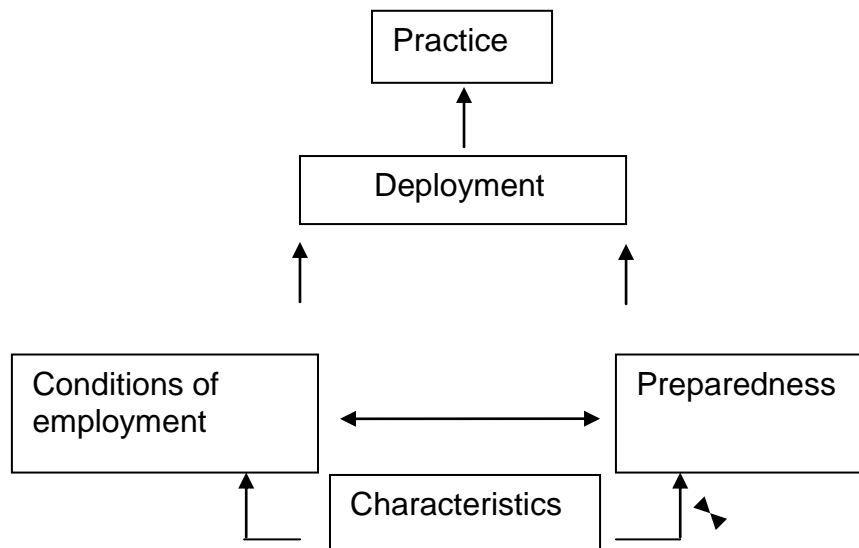 Practice
Deployment
Conditions of
employment
Preparedness
Characteristics